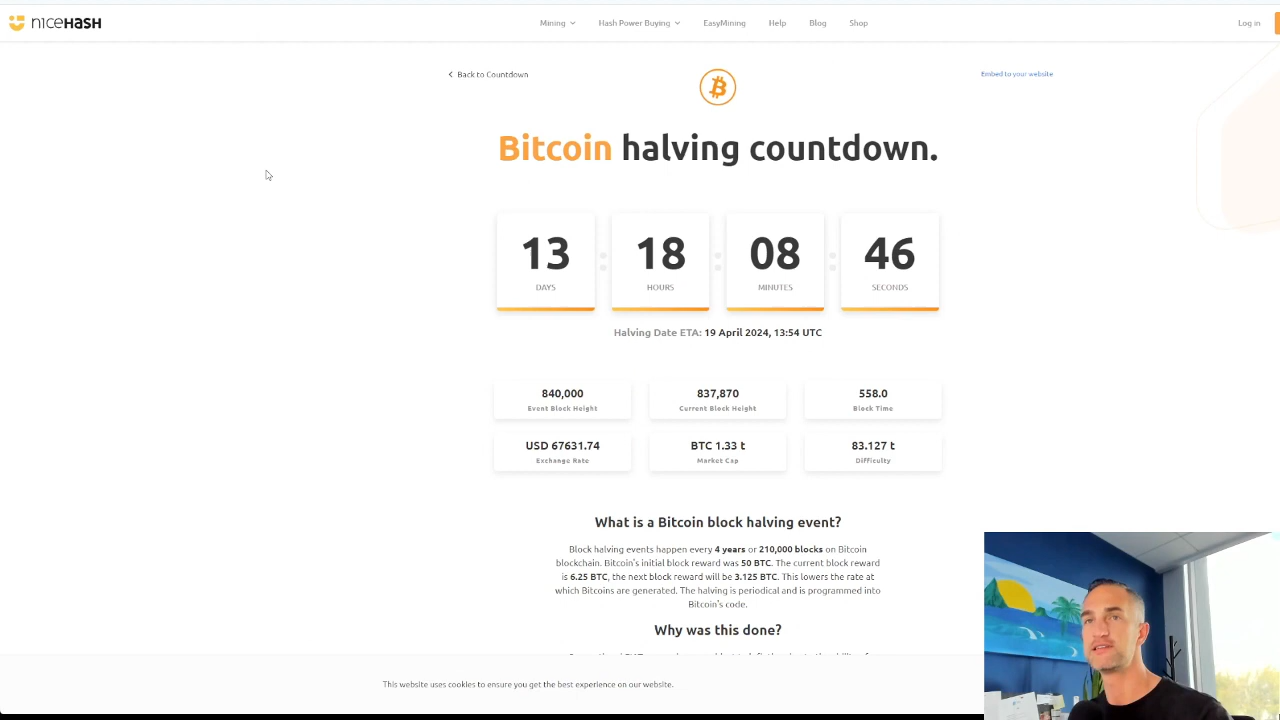 niceHASH
Mining
Hash Power Buying
EasyMining
Help
Blog
Shop
Log in
Back to Countdown
Embed to your website
Bitcoin halving countdown.
13 : 18 : 08 : 46
DAYS HOURS MINUTES SECONDS
Halving Date ETA: 19 April 2024, 13:54 UTC
840,000
Event Block Height
837,870
Current Block Height
558.0
Block Time
USD 67631.74
Exchange Rate
BTC 1.33 t
Market Cap
83.127 t
Difficulty
What is a Bitcoin block halving event?
Block halving events happen every 4 years or 210,000 blocks on Bitcoin
blockchain. Bitcoin's initial block reward was 50 BTC. The current block reward
is 6.25 BTC, the next block reward will be 3.125 BTC. This lowers the rate at
which Bitcoins are generated. The halving is periodical and is programmed into
Bitcoin's code.
Why was this done?
This website uses cookies to ensure you get the best experience on our website.